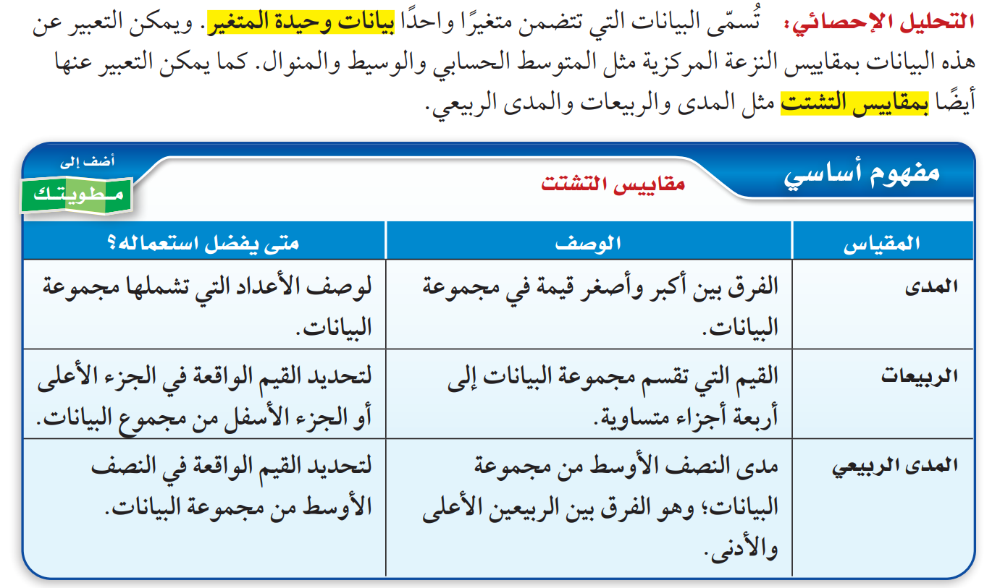 التحليل الإحصائي: تُسمّى البيانات التي تتضمن متغيرًا واحدًا بيانات وحيدة المتغير. ويمكن التعبير عن
هذه البيانات بمقاييس النزعة المركزية مثل المتوسط الحسابي والوسيط والمنوال. كما يمكن التعبير عنها
أيضًا بمقاييس التشتت مثل المدى والربيعات والمدى الربيعي.
مفهوم أساسي
مقاييس التشتت
أضف إلى
مـطويتـك
المقياس الوصف متى يفضل استعماله؟
المدى الفرق بين أكبر وأصغر قيمة في مجموعة لوصف الأعداد التي تشملها مجموعة
البيانات. البيانات.
الربيعات القيم التي تقسم مجموعة البيانات إلى لتحديد القيم الواقعة في الجزء الأعلى
أربعة أجزاء متساوية. أو الجزء الأسفل من مجموع البيانات.
المدى الربيعي مدى النصف الأوسط من مجموعة لتحديد القيم الواقعة في النصف
البيانات؛ وهو الفرق بين الربيعين الأعلى الأوسط من مجموعة البيانات.
والأدنى.